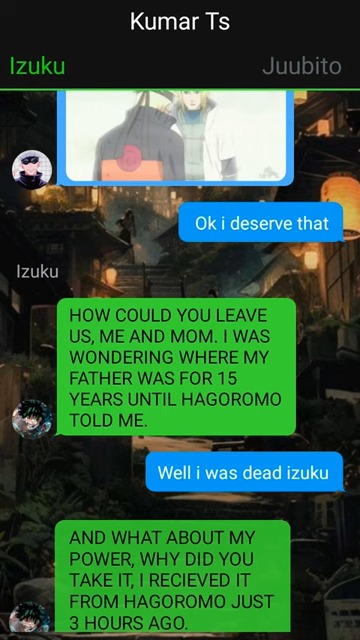 Kumar Ts
Izuku
Juubito
Ok i deserve that
Izuku
HOW COULD YOU LEAVE
US, ME AND MOM. I WAS
WONDERING WHERE MY
FATHER WAS FOR 15
YEARS UNTIL HAGOROMO
TOLD ME.
Well i was dead izuku
AND WHAT ABOUT MY
POWER, WHY DID YOU
TAKE IT, I RECIEVED IT
FROM HAGOROMO JUST
3 HOURS AGO.